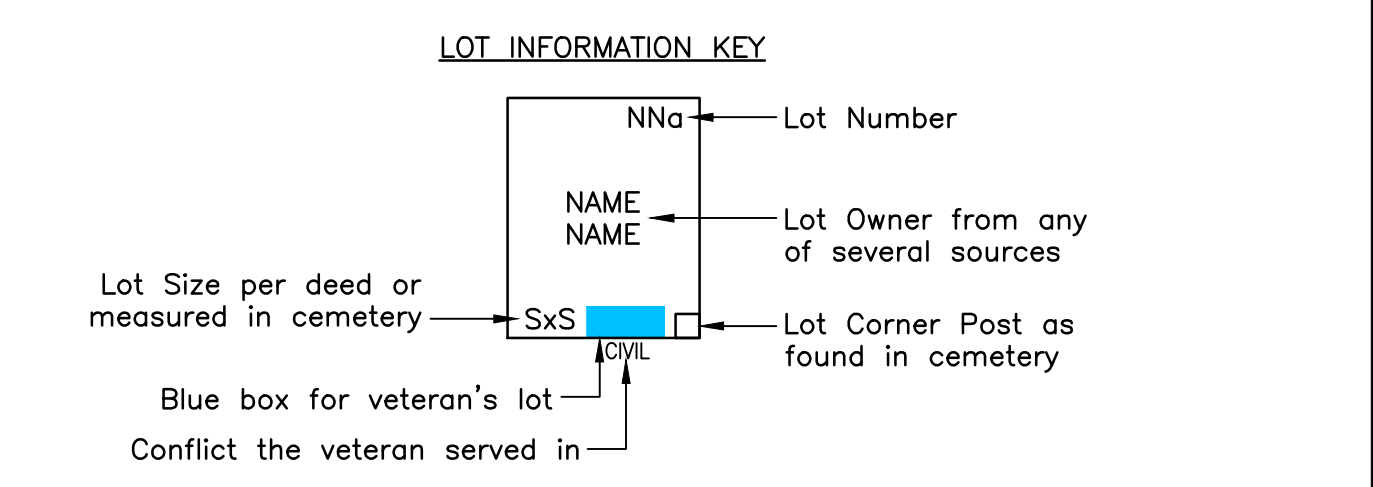 LOT INFORMATION KEY
NNa
Lot Number
NAME
NAME
Lot Owner from any
of several sources
Lot Size per deed or
measured in cemetery
SxS
Lot Corner Post as
found in cemetery
CIVIL
Blue box for veteran's lot
Conflict the veteran served in